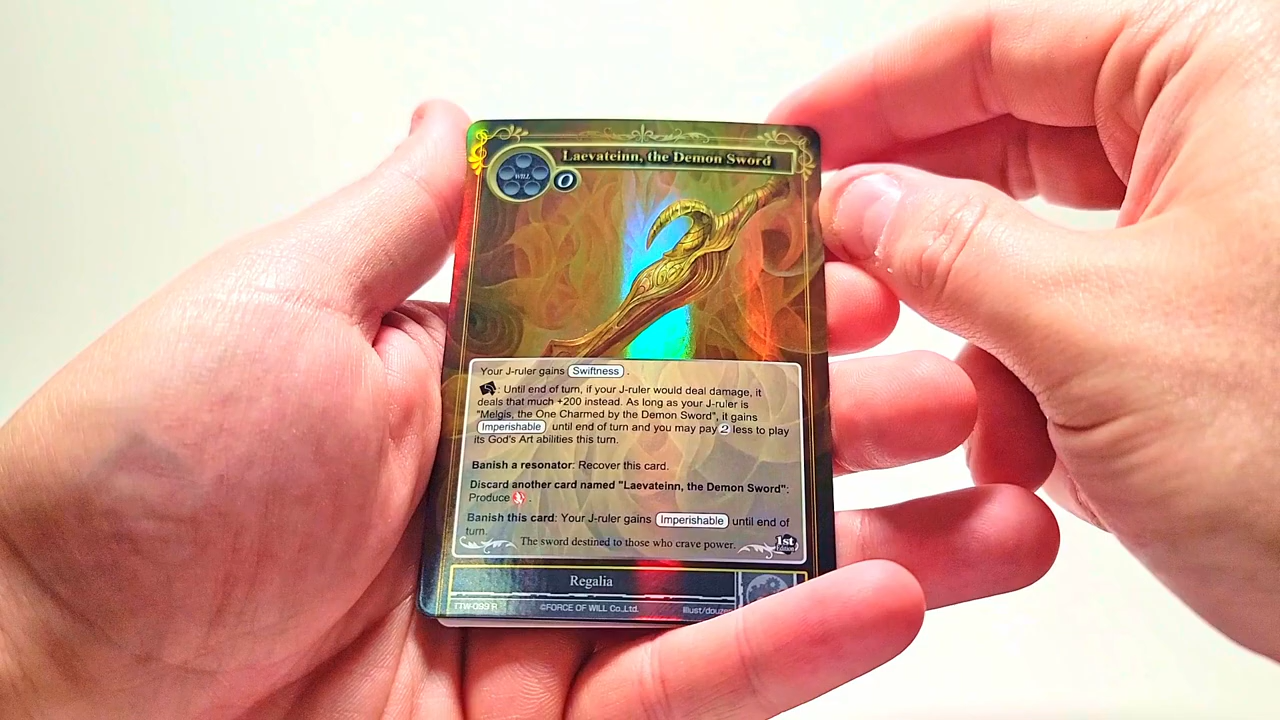 Laevateinn, the Demon Sword
WILL
0
Your J-ruler gains Swiftness .
: Until end of turn, if your J-ruler would deal damage, it
deals that much +200 instead. As long as your J-ruler is
"Melgis, the One Charmed by the Demon Sword", it gains
Imperishable until end of turn and you may pay 2 less to play
its God's Art abilities this turn.
Banish a resonator: Recover this card.
Discard another card named "Laevateinn, the Demon Sword":
Produce .
Banish this card: Your J-ruler gains Imperishable until end of
turn.
The sword destined to those who crave power.
1st
Edition
Regalia
TTW-099 R
©FORCE OF WILL Co.,Ltd.
Illust/